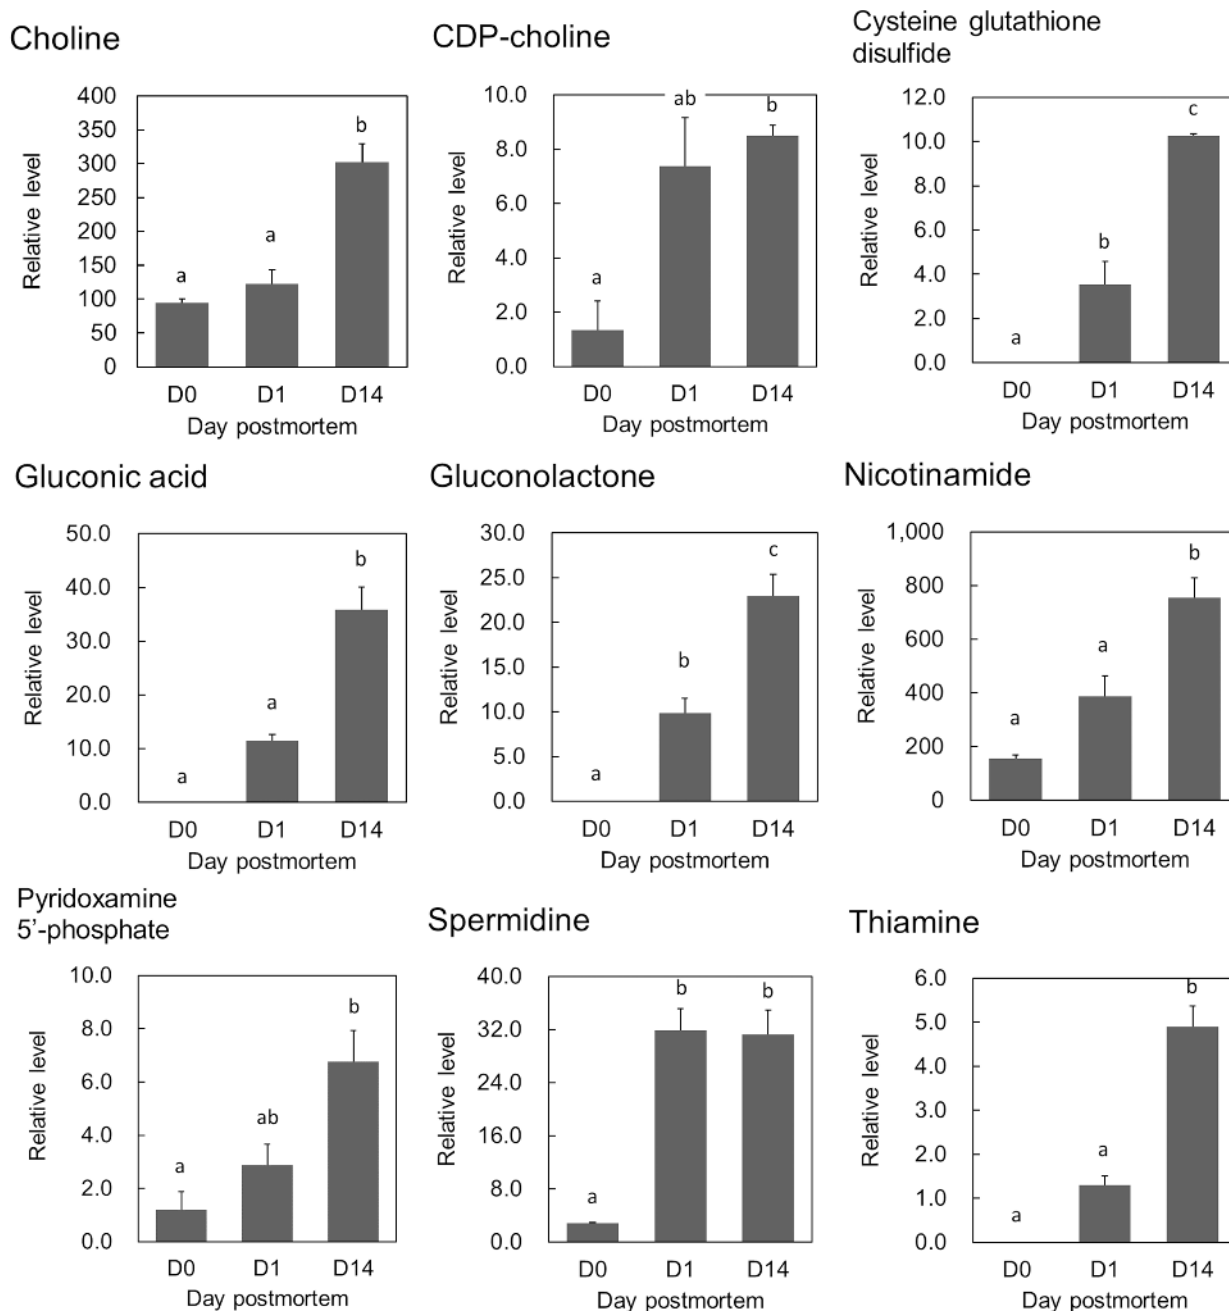 Choline
Relative level
400
350
300
250
200
150
100
50
0
a
a
b
D0 D1 D14
Day postmortem
CDP-choline
Relative level
10.0
8.0
6.0
4.0
2.0
0.0
a
ab
b
D0 D1 D14
Day postmortem
Cysteine glutathione
disulfide
Relative level
12.0
10.0
8.0
6.0
4.0
2.0
0.0
a
b
c
D0 D1 D14
Day postmortem
Gluconic acid
Relative level
50.0
40.0
30.0
20.0
10.0
0.0
a
a
b
D0 D1 D14
Day postmortem
Gluconolactone
Relative level
30.0
25.0
20.0
15.0
10.0
5.0
0.0
a
b
c
D0 D1 D14
Day postmortem
Nicotinamide
Relative level
1,000
800
600
400
200
0
a
a
b
D0 D1 D14
Day postmortem
Pyridoxamine
5'-phosphate
Relative level
10.0
8.0
6.0
4.0
2.0
0.0
a
ab
b
D0 D1 D14
Day postmortem
Spermidine
Relative level
40.0
32.0
24.0
16.0
8.0
0.0
a
b
b
D0 D1 D14
Day postmortem
Thiamine
Relative level
6.0
5.0
4.0
3.0
2.0
1.0
0.0
a
a
b
D0 D1 D14
Day postmortem